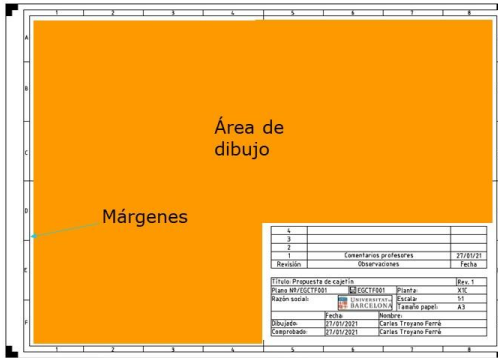 1 2 3 4 5 6 7 8
A
B
C
D
E
F
Área de
dibujo
Márgenes
4
3
2
1 Comentarios profesores 27/01/21
Revisión Observaciones Fecha
Título: Propuesta de cajetín Rev. 1
Plano Nº/EGCTF001 EGCTF001 Planta: X1C
Razón social: UNIVERSITAT DE BARCELONA Escala: 1:1
Tamaño papel: A3
Fecha Nombre:
Dibujado: 27/01/2021 Carles Troyano Ferré
Comprobado: 27/01/2021 Carles Troyano Ferré
1 2 3 4 5 6 7 8